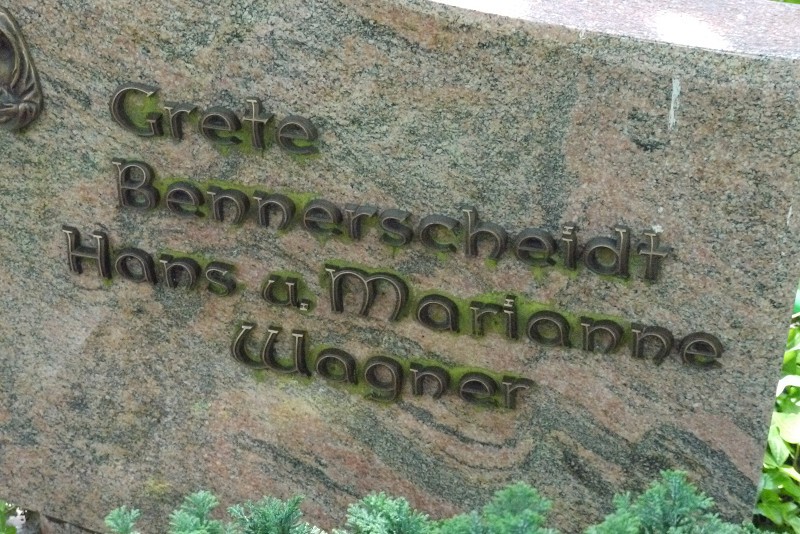 Grete
Bennerscheidt
Hans u. Marianne
Wagner